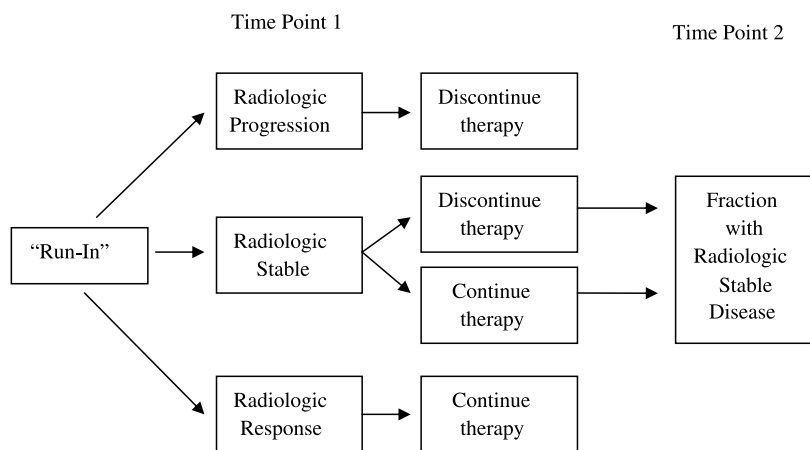 Time Point 1
Time Point 2
Radiologic
Progression
Discontinue
therapy
“Run-In”
Radiologic
Stable
Discontinue
therapy
Continue
therapy
Fraction
with
Radiologic
Stable
Disease
Radiologic
Response
Continue
therapy